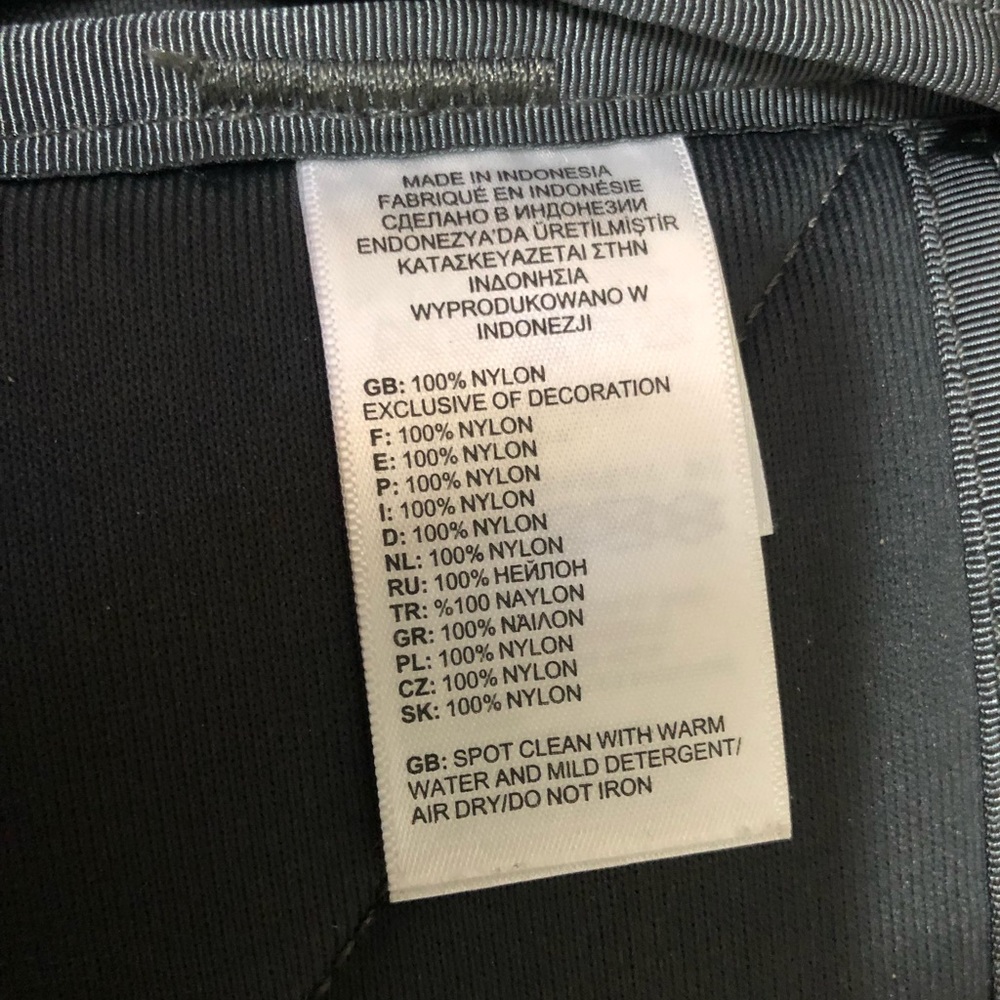 MADE IN INDONESIA
FABRIQUÉ EN INDONÉSIE
СДЕЛАНО В ИНДОНЕЗИИ
ENDONEZYA'DA ÜRETİLMİŞTİR
ΚΑΤΑΣΚΕΥΑΖΕΤΑΙ ΣΤΗΝ
ΙΝΔΟΝΗΣΙΑ
WYPRODUKOWANO W
INDONEZJI
GB: 100% NYLON
EXCLUSIVE OF DECORATION
F: 100% NYLON
E: 100% NYLON
P: 100% NYLON
I: 100% NYLON
D: 100% NYLON
NL: 100% NYLON
RU: 100% НЕЙЛОН
TR: %100 NAYLON
GR: 100% ΝΆΙΛΟΝ
PL: 100% NYLON
CZ: 100% NYLON
SK: 100% NYLON
GB: SPOT CLEAN WITH WARM
WATER AND MILD DETERGENT/
AIR DRY/DO NOT IRON